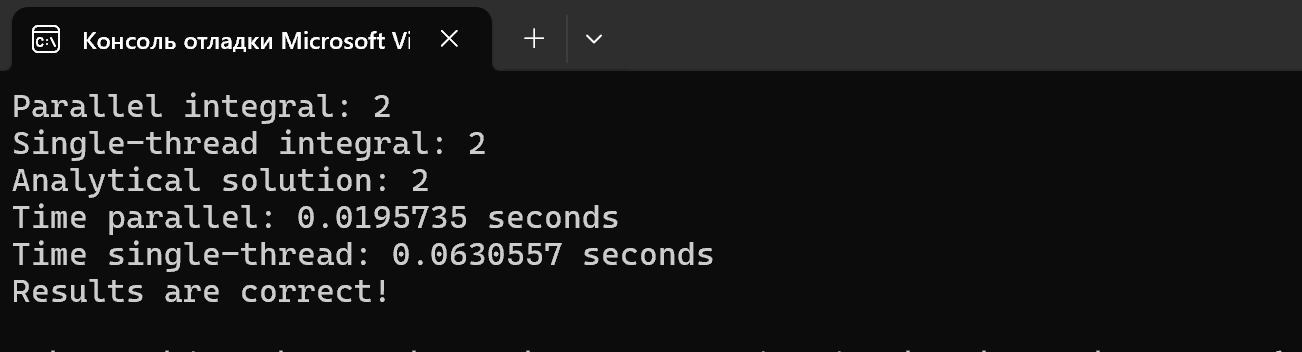 Консоль отладки Microsoft Vi
Parallel integral: 2
Single-thread integral: 2
Analytical solution: 2
Time parallel: 0.0195735 seconds
Time single-thread: 0.0630557 seconds
Results are correct!